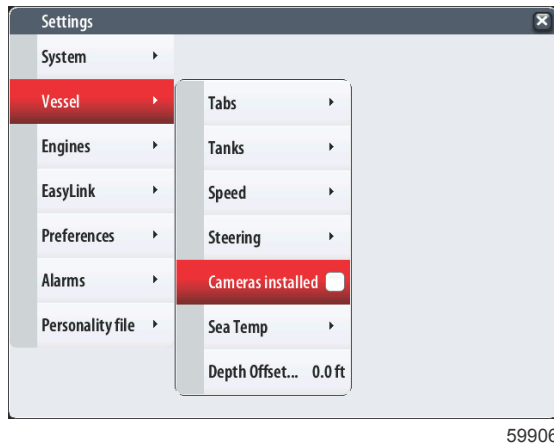 Settings
System
Vessel
Engines
EasyLink
Preferences
Alarms
Personality file
Tabs
Tanks
Speed
Steering
Cameras installed
Sea Temp
Depth Offset... 0.0 ft
59906